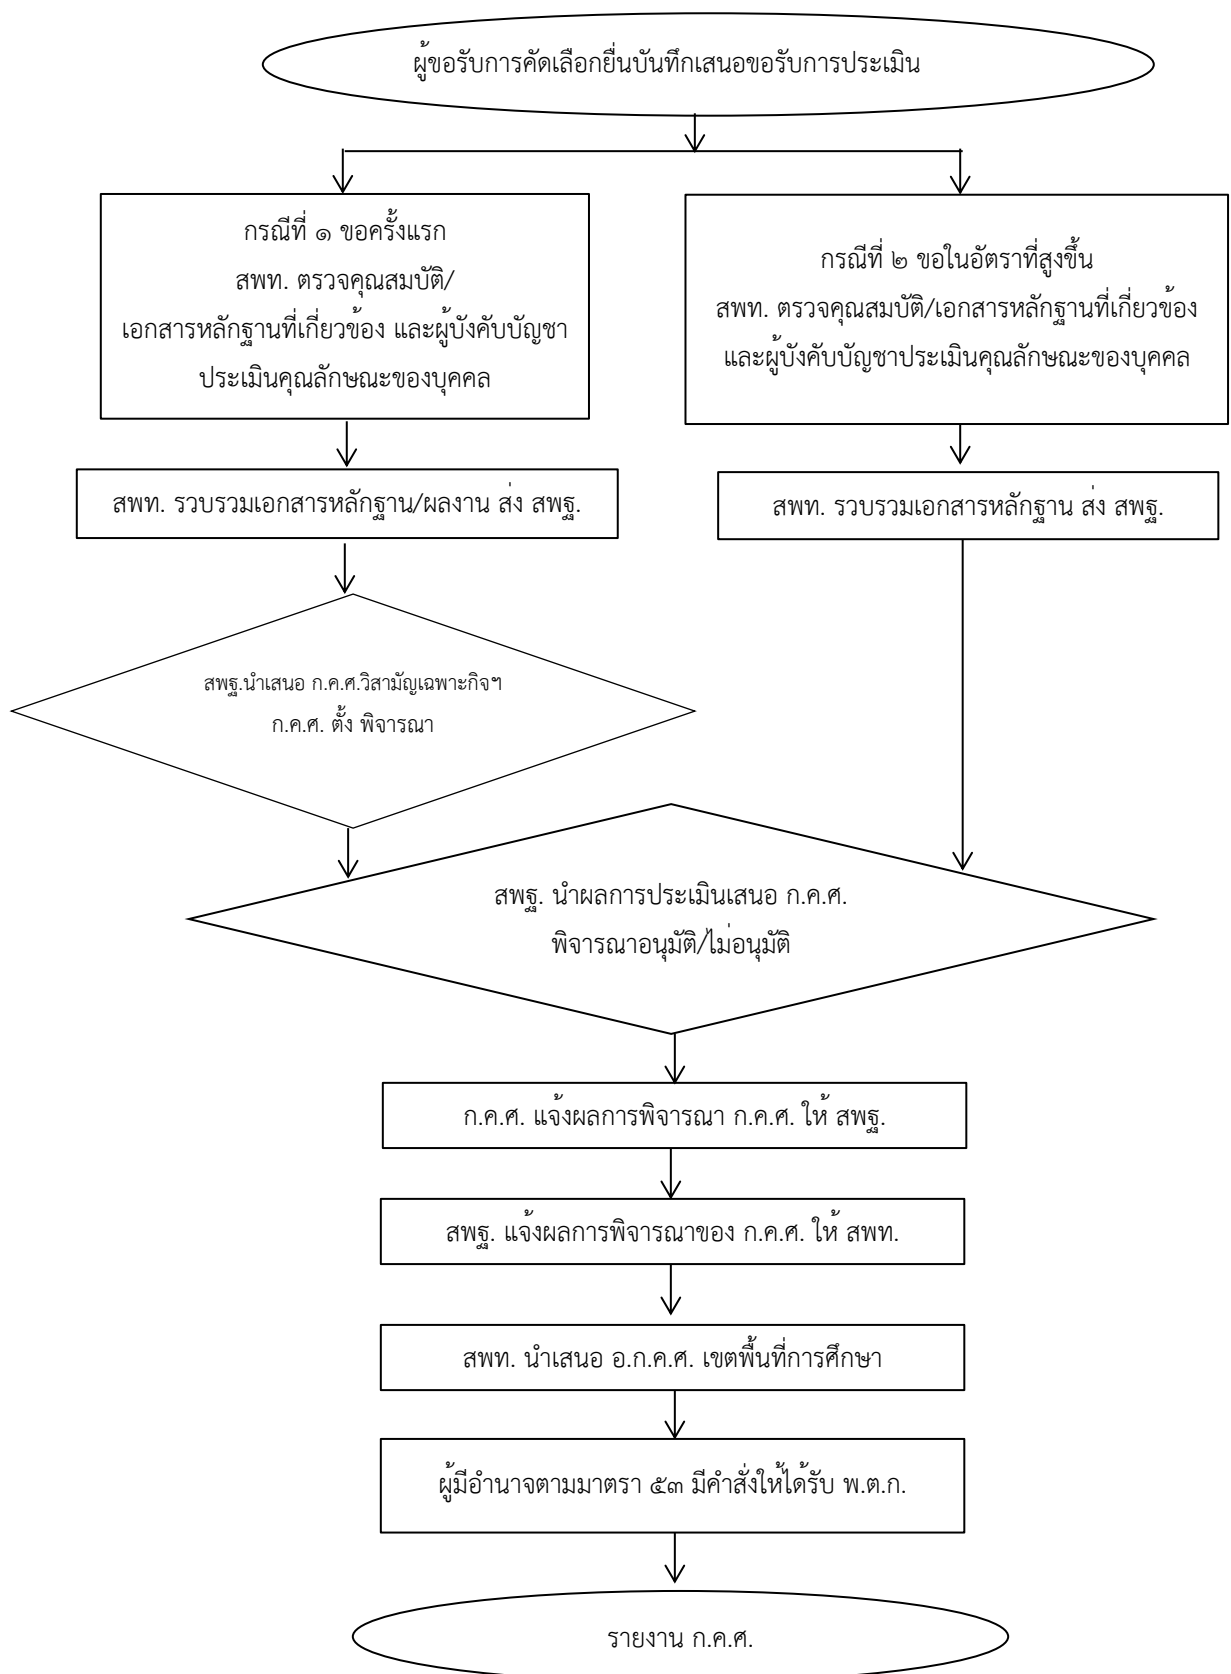 ผู้ขอรับการคัดเลือกยื่นบันทึกเสนอขอรับการประเมิน
กรณีที่ ๑ ขอครั้งแรก
สพท. ตรวจคุณสมบัติ/
เอกสารหลักฐานที่เกี่ยวข้อง และผู้บังคับบัญชา
ประเมินคุณลักษณะของบุคคล
กรณีที่ ๒ ขอในอัตราที่สูงขึ้น
สพท. ตรวจคุณสมบัติ/เอกสารหลักฐานที่เกี่ยวข้อง
และผู้บังคับบัญชาประเมินคุณลักษณะของบุคคล
สพท. รวบรวมเอกสารหลักฐาน/ผลงาน ส่ง สพฐ.
สพท. รวบรวมเอกสารหลักฐาน ส่ง สพฐ.
สพฐ.นำเสนอ ก.ค.ศ.วิสามัญเฉพาะกิจฯ
ก.ค.ศ. ตั้ง พิจารณา
สพฐ. นำผลการประเมินเสนอ ก.ค.ศ.
พิจารณาอนุมัติ/ไม่อนุมัติ
ก.ค.ศ. แจ้งผลการพิจารณา ก.ค.ศ. ให้ สพฐ.
สพฐ. แจ้งผลการพิจารณาของ ก.ค.ศ. ให้ สพท.
สพท. นำเสนอ อ.ก.ค.ศ. เขตพื้นที่การศึกษา
ผู้มีอำนาจตามมาตรา ๕๓ มีคำสั่งให้ได้รับ พ.ต.ก.
รายงาน ก.ค.ศ.